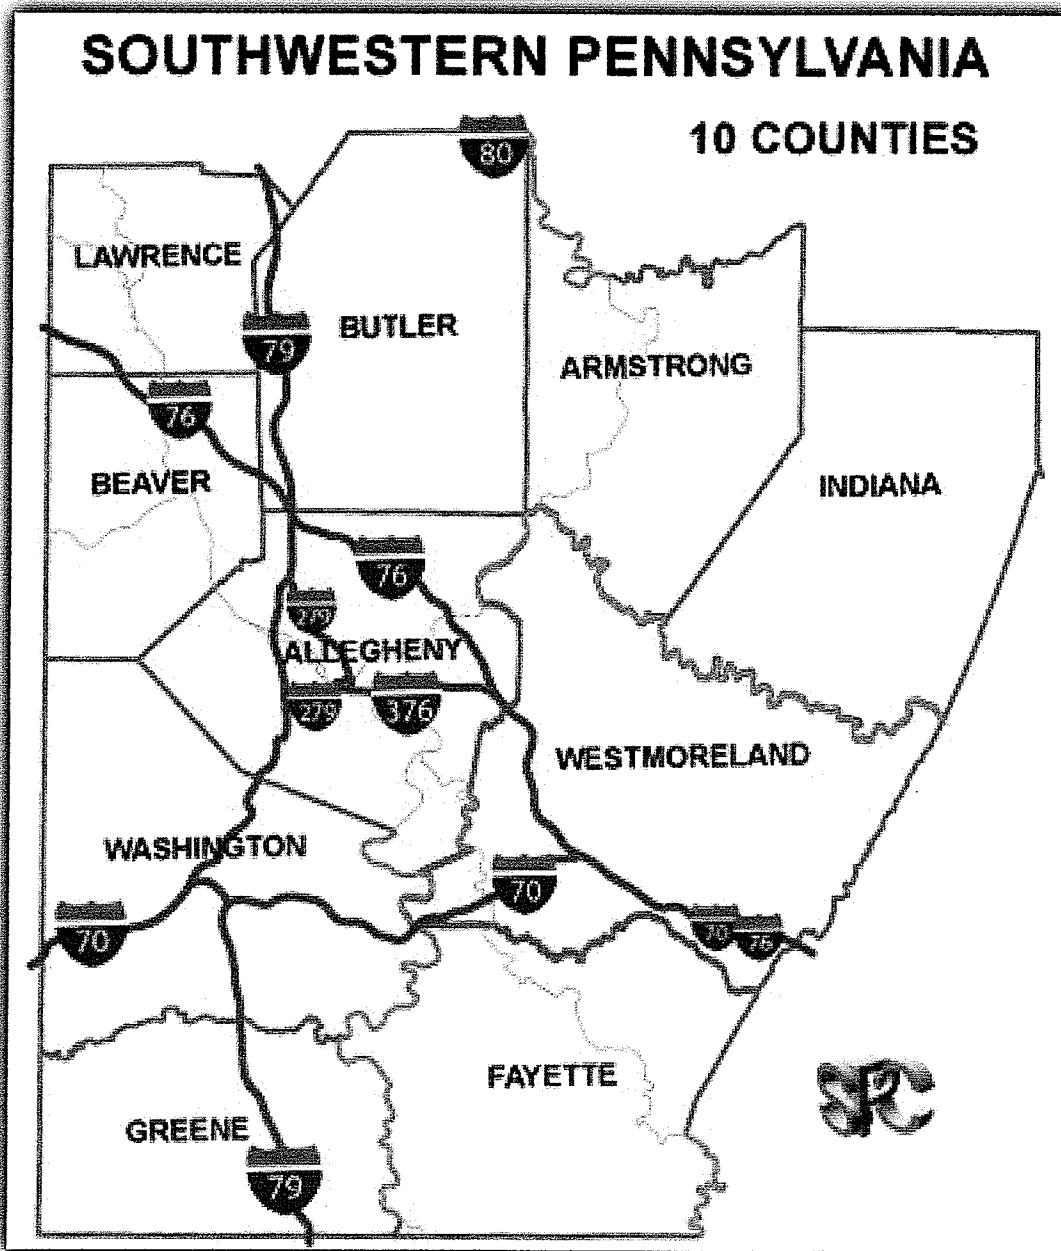 SOUTHWESTERN PENNSYLVANIA
10 COUNTIES
80
LAWRENCE
79
BUTLER
ARMSTRONG
76
BEAVER
INDIANA
76
279
ALLEGHENY
279
376
WESTMORELAND
WASHINGTON
70
70
70
76
FAYETTE
SPC
GREENE
79